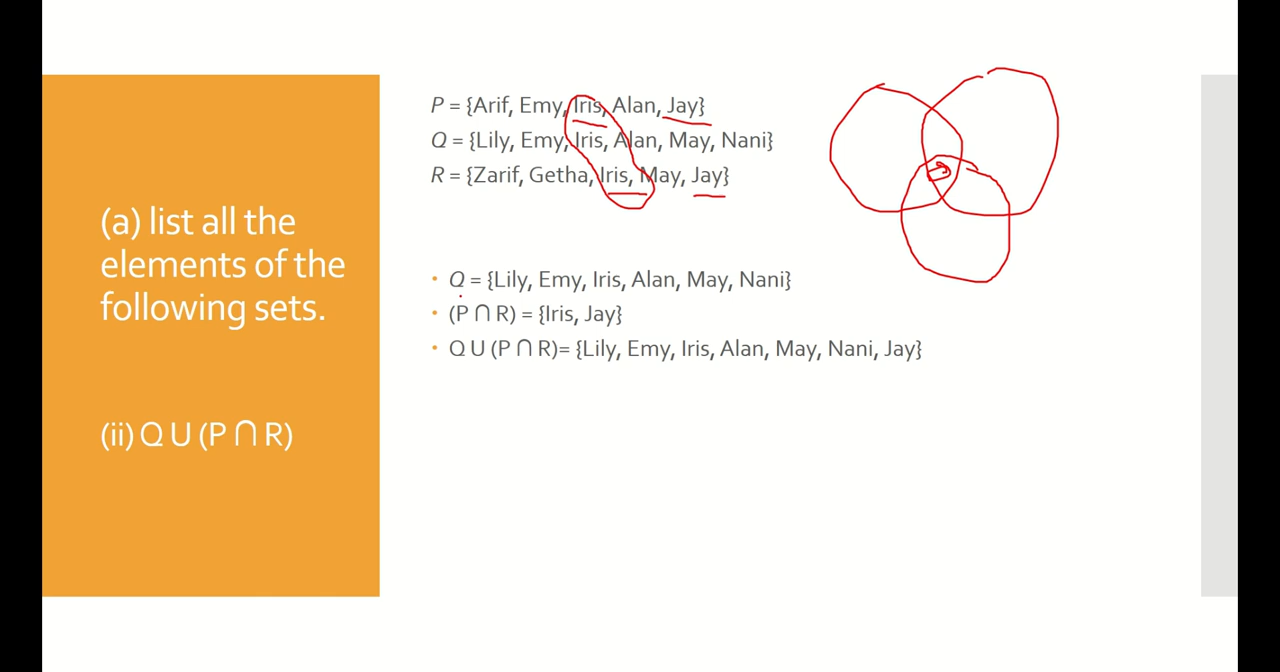 P = {Arif, Emy, Iris, Alan, Jay}
Q = {Lily, Emy, Iris, Alan, May, Nani}
R = {Zarif, Getha, Iris, May, Jay}
(a) list all the
elements of the
following sets.
(ii) Q U (P ∩ R)
• Q = {Lily, Emy, Iris, Alan, May, Nani}
• (P ∩ R) = {Iris, Jay}
• Q U (P ∩ R)= {Lily, Emy, Iris, Alan, May, Nani, Jay}